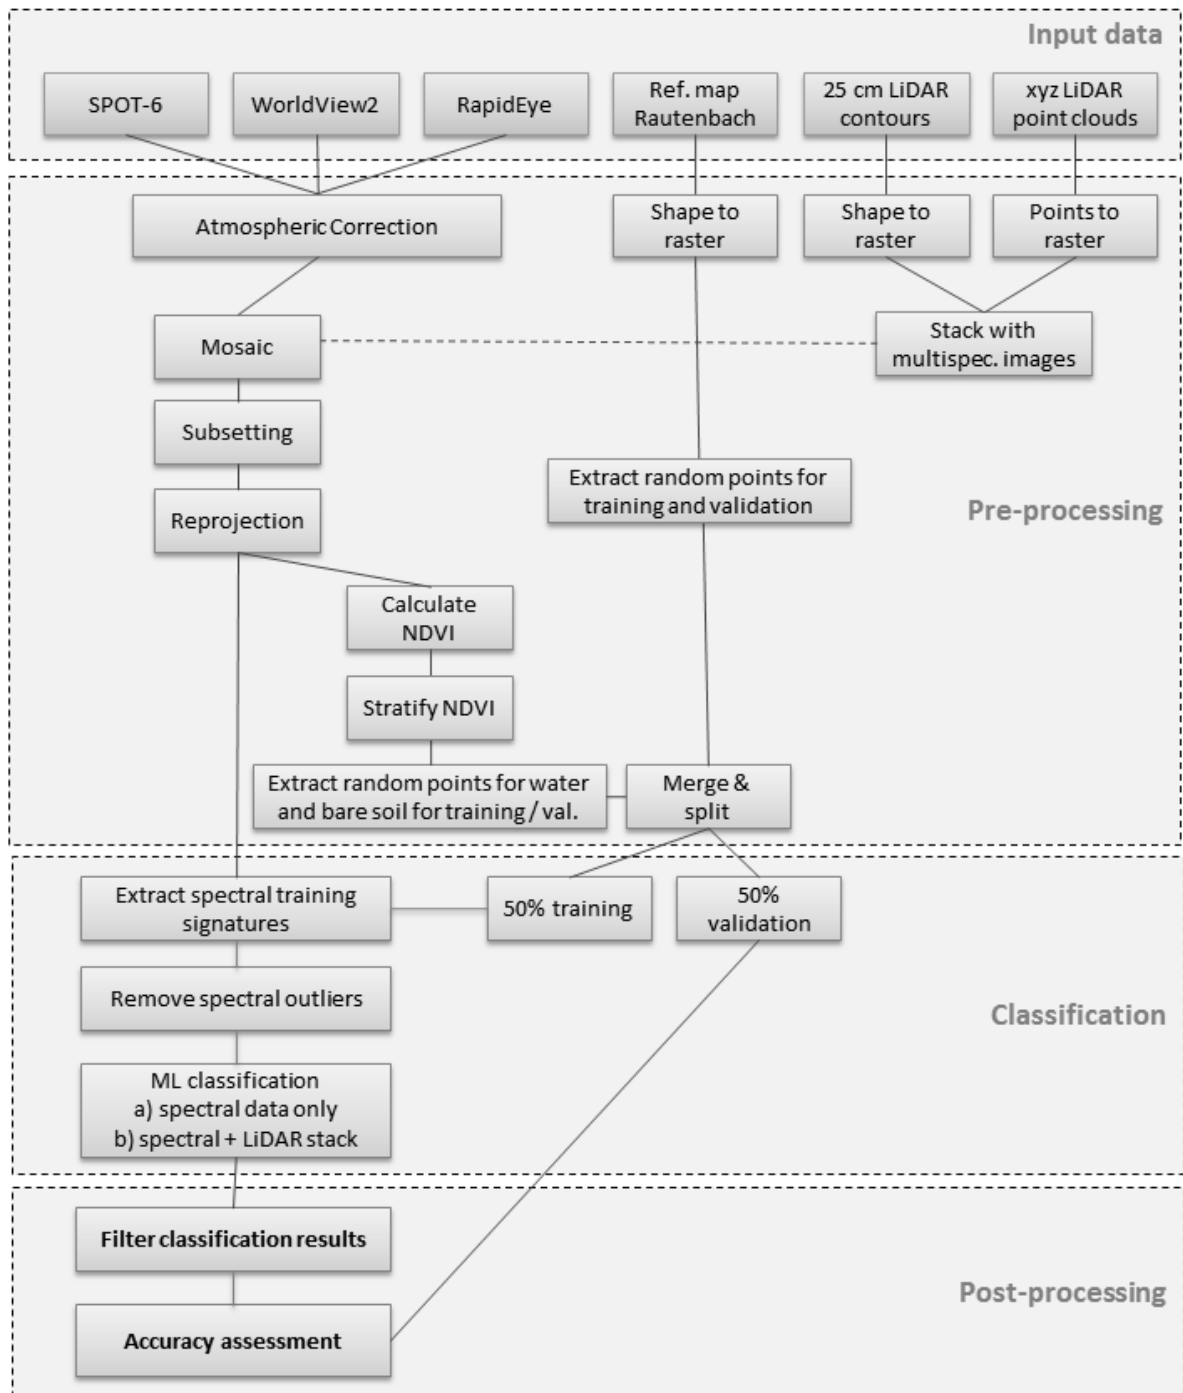 Input data
SPOT-6
WorldView2
RapidEye
Ref. map
Rautenbach
25 cm LiDAR
contours
xyz LiDAR
point clouds
Atmospheric Correction
Shape to
raster
Shape to
raster
Points to
raster
Mosaic
Stack with
multispec. images
Subsetting
Extract random points for
training and validation
Pre-processing
Reprojection
Calculate
NDVI
Stratify NDVI
Extract random points for water
and bare soil for training / val.
Merge &
split
Extract spectral training
signatures
50% training
50%
validation
Remove spectral outliers
Classification
ML classification
a) spectral data only
b) spectral + LiDAR stack
Filter classification results
Post-processing
Accuracy assessment